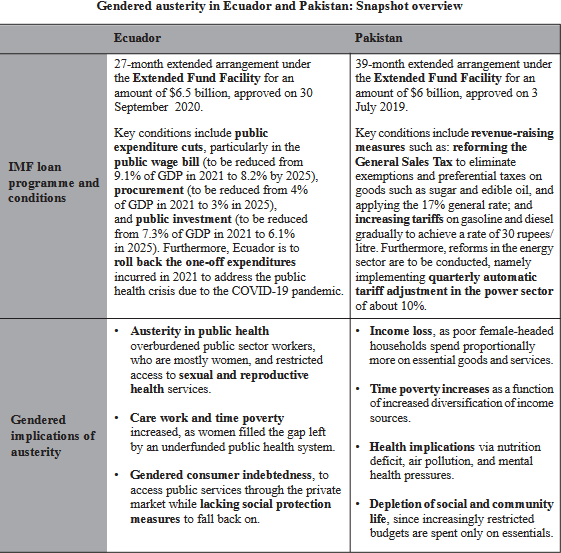 Gendered austerity in Ecuador and Pakistan: Snapshot overview
Ecuador
Pakistan
IMF loan
programme and
conditions
27-month extended arrangement under
the Extended Fund Facility for an
amount of $6.5 billion, approved on 30
September 2020.
Key conditions include public
expenditure cuts, particularly in the
public wage bill (to be reduced from
9.1% of GDP in 2021 to 8.2% by 2025),
procurement (to be reduced from 4%
of GDP in 2021 to 3% in 2025),
and public investment (to be reduced
from 7.3% of GDP in 2021 to 6.1%
in 2025). Furthermore, Ecuador is to
roll back the one-off expenditures
incurred in 2021 to address the public
health crisis due to the COVID-19 pandemic.
39-month extended arrangement under
the Extended Fund Facility for an
amount of $6 billion, approved on 3
July 2019.
Key conditions include revenue-raising
measures such as: reforming the
General Sales Tax to eliminate
exemptions and preferential taxes on
goods such as sugar and edible oil, and
applying the 17% general rate; and
increasing tariffs on gasoline and diesel
gradually to achieve a rate of 30 rupees/
litre. Furthermore, reforms in the energy
sector are to be conducted, namely
implementing quarterly automatic
tariff adjustment in the power sector
of about 10%.
Gendered
implications of
austerity
• Austerity in public health
overburdened public sector workers,
who are mostly women, and restricted
access to sexual and reproductive
health services.
• Care work and time poverty
increased, as women filled the gap left
by an underfunded public health system.
• Gendered consumer indebtedness, to
access public services through the private
market while lacking social protection
measures to fall back on.
• Income loss, as poor female-headed
households spend proportionally
more on essential goods and services.
• Time poverty increases as a function
of increased diversification of income
sources.
• Health implications via nutrition
deficit, air pollution, and mental
health pressures.
• Depletion of social and community
life, since increasingly restricted
budgets are spent only on essentials.